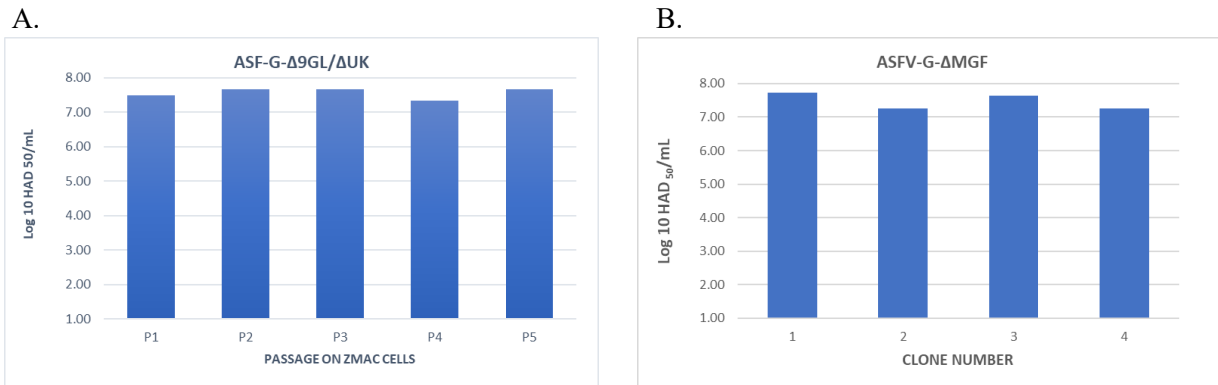 A.
ASF-G-Δ9GL/ΔUK
8.00
7.00
6.00
5.00
4.00
3.00
2.00
1.00
Log 10 HAD 50/mL
P1 P2 P3 P4 P5
PASSAGE ON ZMAC CELLS
B.
ASFV-G-ΔMGF
8.00
7.00
6.00
5.00
4.00
3.00
2.00
1.00
Log 10 HAD 50/mL
1 2 3 4
CLONE NUMBER